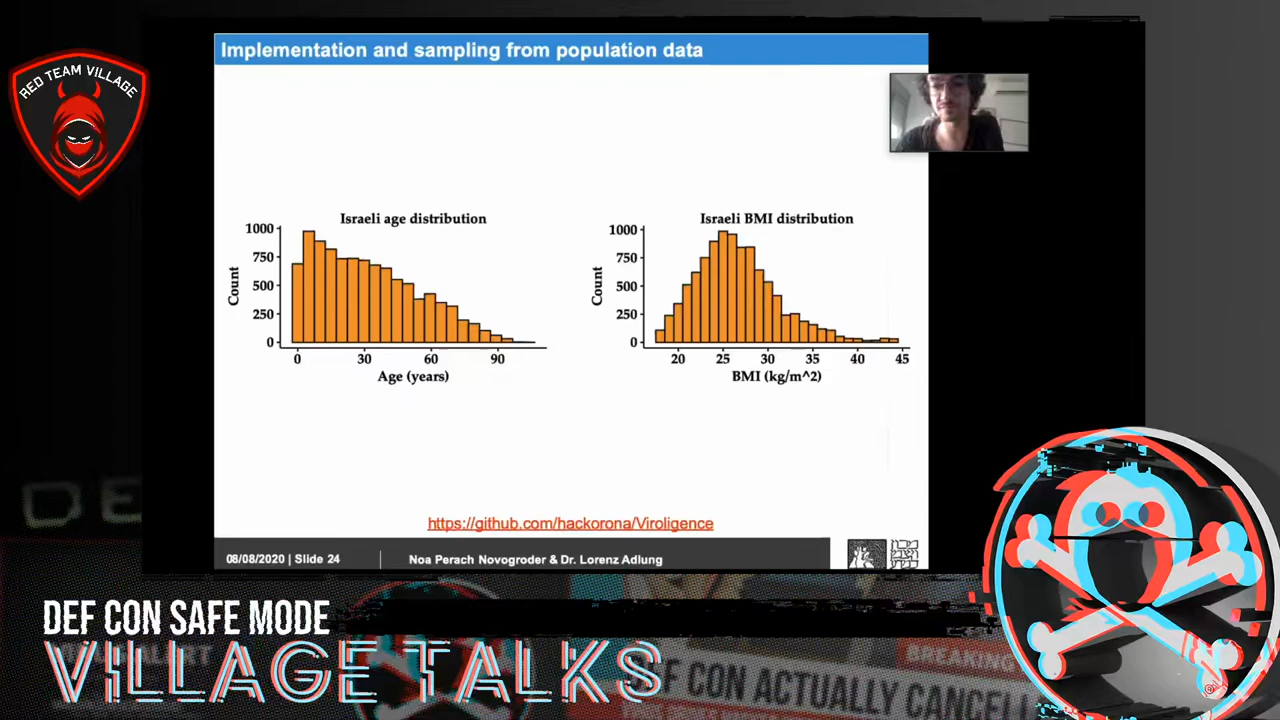 RED TEAM VILLAGE
Implementation and sampling from population data
Israeli age distribution
1000
750
500
250
0
Count
0 30 60 90
Age (years)
Israeli BMI distribution
1000
750
500
250
0
Count
20 25 30 35 40 45
BMI (kg/m^2)
https://github.com/hackorona/Viroligence
08/08/2020 | Slide 24
Noa Perach Novogroder & Dr. Lorenz Adlung
DEF CON SAFE MODE
VILLAGE TALKS
BREAKING
DEF CON ACTUALLY CANCELL